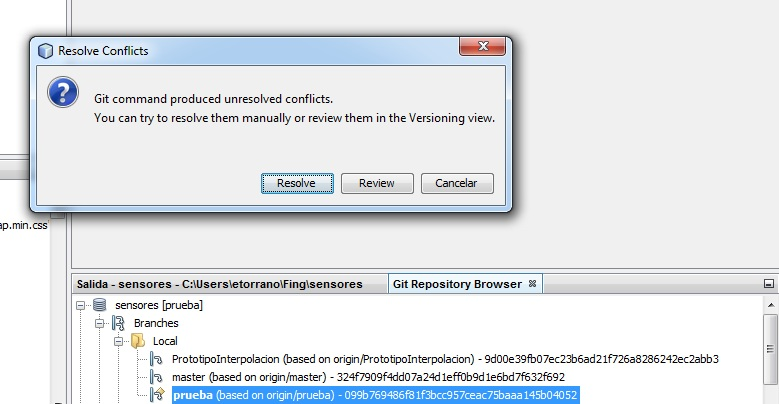 Resolve Conflicts
Git command produced unresolved conflicts.
You can try to resolve them manually or review them in the Versioning view.
Resolve Review Cancelar
ap.min.css
Salida - sensores - C:\Users\etorrano\Fing\sensores Git Repository Browser
sensores [prueba]
Branches
Local
PrototipoInterpolacion (based on origin/PrototipoInterpolacion) - 9d00e39fb07ec23b6ad21f726a8286242ec2abb3
master (based on origin/master) - 324f7909f4dd07a24d1eff0b9d1e6bd7f632f692
prueba (based on origin/prueba) - 099b769486f81f3bcc957ceac75baaa145b04052